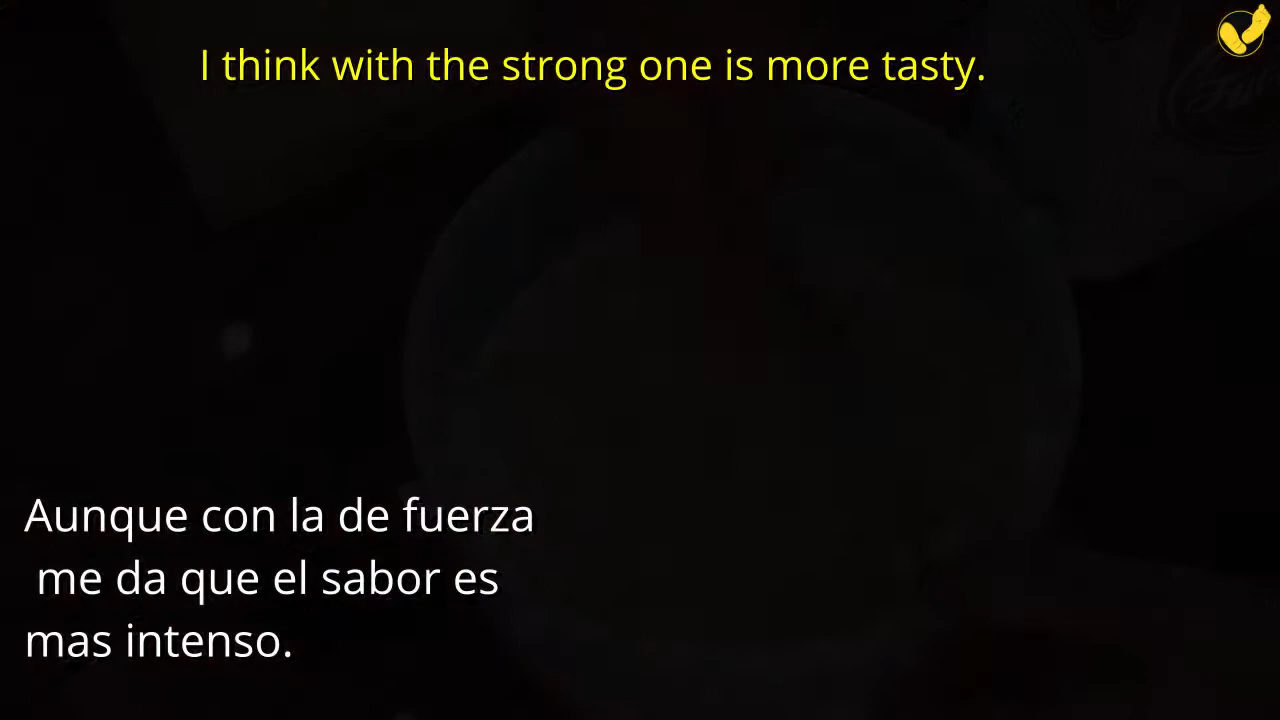 I think with the strong one is more tasty.
Aunque con la de fuerza
me da que el sabor es
mas intenso.